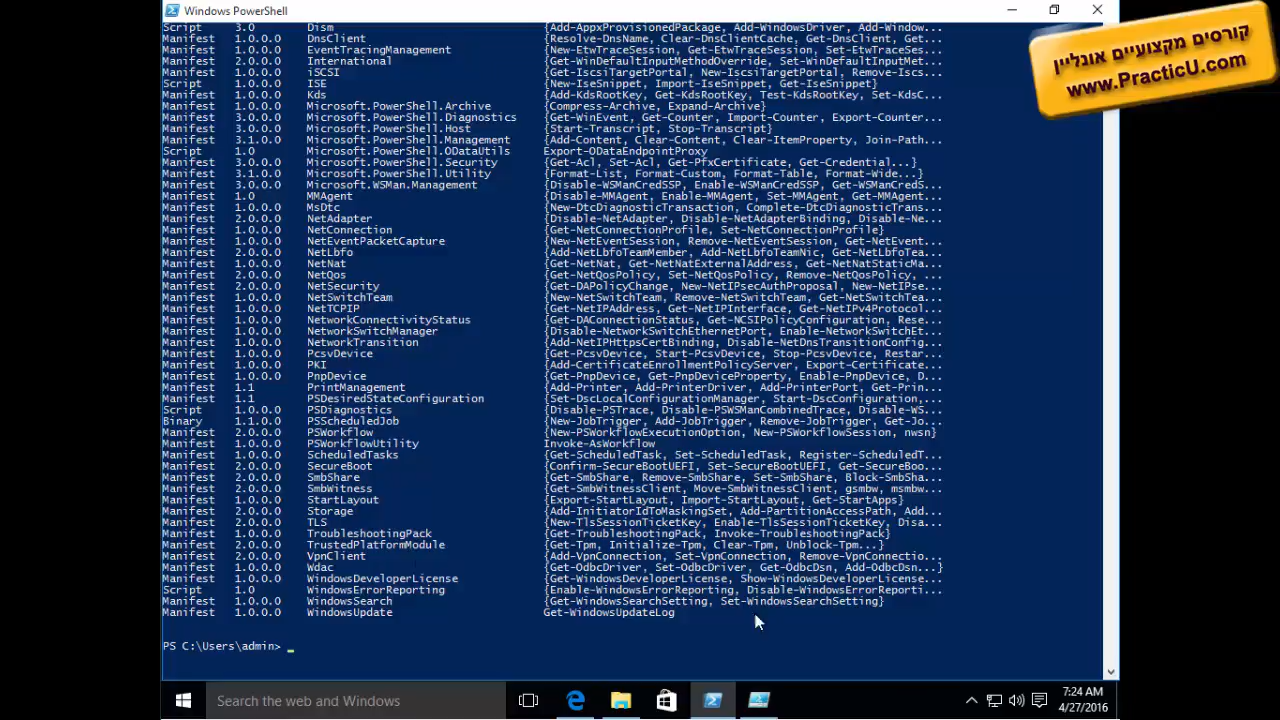 Windows PowerShell
קורסים מקצועיים אונליין
www.PracticU.com
Script 3.0 Dism {Add-AppxProvisionedPackage, Add-WindowsDriver, Add-Window...
Manifest 1.0.0.0 DnsClient {Resolve-DnsName, Clear-DnsClientCache, Get-DnsClient, Get...
Manifest 1.0.0.0 EventTracingManagement {New-EtwTraceSession, Get-EtwTraceSession, Set-EtwTraceSes...
Manifest 2.0.0.0 International {Get-WinDefaultInputMethodOverride, Set-WinDefaultInputMet...
Manifest 1.0.0.0 iSCSI {Get-IscsiTargetPortal, New-IscsiTargetPortal, Remove-Iscs...
Script 1.0.0.0 ISE {New-IseSnippet, Import-IseSnippet, Get-IseSnippet}
Manifest 1.0.0.0 Kds {Add-KdsRootKey, Get-KdsRootKey, Test-KdsRootKey, Set-KdsC...
Manifest 1.0.0.0 Microsoft.PowerShell.Archive {Compress-Archive, Expand-Archive}
Manifest 3.0.0.0 Microsoft.PowerShell.Diagnostics {Get-WinEvent, Get-Counter, Import-Counter, Export-Counter...
Manifest 3.0.0.0 Microsoft.PowerShell.Host {Start-Transcript, Stop-Transcript}
Manifest 3.1.0.0 Microsoft.PowerShell.Management {Add-Content, Clear-Content, Clear-ItemProperty, Join-Path...
Script 1.0 Microsoft.PowerShell.ODataUtils Export-ODataEndpointProxy
Manifest 3.0.0.0 Microsoft.PowerShell.Security {Get-Acl, Set-Acl, Get-PfxCertificate, Get-Credential...}
Manifest 3.1.0.0 Microsoft.PowerShell.Utility {Format-List, Format-Custom, Format-Table, Format-Wide...}
Manifest 3.0.0.0 Microsoft.WSMan.Management {Disable-WSManCredSSP, Enable-WSManCredSSP, Get-WSManCredS...
Manifest 1.0 MMAgent {Disable-MMAgent, Enable-MMAgent, Set-MMAgent, Get-MMAgent...
Manifest 1.0.0.0 MsDtc {New-DtcDiagnosticTransaction, Complete-DtcDiagnosticTrans...
Manifest 2.0.0.0 NetAdapter {Disable-NetAdapter, Disable-NetAdapterBinding, Disable-Ne...
Manifest 1.0.0.0 NetConnection {Get-NetConnectionProfile, Set-NetConnectionProfile}
Manifest 1.0.0.0 NetEventPacketCapture {New-NetEventSession, Remove-NetEventSession, Get-NetEvent...
Manifest 2.0.0.0 NetLbfo {Add-NetLbfoTeamMember, Add-NetLbfoTeamNic, Get-NetLbfoTea...
Manifest 1.0.0.0 NetNat {Get-NetNat, Get-NetNatExternalAddress, Get-NetNatStaticMa...
Manifest 2.0.0.0 NetQos {Get-NetQosPolicy, Set-NetQosPolicy, Remove-NetQosPolicy, ...
Manifest 2.0.0.0 NetSecurity {Get-DAPolicyChange, New-NetIPsecAuthProposal, New-NetIPse...
Manifest 1.0.0.0 NetSwitchTeam {New-NetSwitchTeam, Remove-NetSwitchTeam, Get-NetSwitchTea...
Manifest 1.0.0.0 NetTCPIP {Get-NetIPAddress, Get-NetIPInterface, Get-NetIPv4Protocol...
Manifest 1.0.0.0 NetworkConnectivityStatus {Get-DAConnectionStatus, Get-NCSIPolicyConfiguration, Rese...
Manifest 1.0.0.0 NetworkSwitchManager {Disable-NetworkSwitchEthernetPort, Enable-NetworkSwitchEt...
Manifest 1.0.0.0 NetworkTransition {Add-NetIPHttpsCertBinding, Disable-NetDnsTransitionConfig...
Manifest 1.0.0.0 PcsvDevice {Get-PcsvDevice, Start-PcsvDevice, Stop-PcsvDevice, Restar...
Manifest 1.0.0.0 PKI {Add-CertificateEnrollmentPolicyServer, Export-Certificate...
Manifest 1.0.0.0 PnpDevice {Get-PnpDevice, Get-PnpDeviceProperty, Enable-PnpDevice, D...
Manifest 1.1 PrintManagement {Add-Printer, Add-PrinterDriver, Add-PrinterPort, Get-Prin...
Manifest 1.1 PSDesiredStateConfiguration {Set-DscLocalConfigurationManager, Start-DscConfiguration,...
Script 1.0.0.0 PSDiagnostics {Disable-PSTrace, Disable-PSWSManCombinedTrace, Disable-WS...
Binary 1.1.0.0 PSScheduledJob {New-JobTrigger, Add-JobTrigger, Remove-JobTrigger, Get-Jo...
Manifest 2.0.0.0 PSWorkflow {New-PSWorkflowExecutionOption, New-PSWorkflowSession, nwsn}
Manifest 1.0.0.0 PSWorkflowUtility Invoke-AsWorkflow
Manifest 1.0.0.0 ScheduledTasks {Get-ScheduledTask, Set-ScheduledTask, Register-ScheduledT...
Manifest 2.0.0.0 SecureBoot {Confirm-SecureBootUEFI, Set-SecureBootUEFI, Get-SecureBoo...
Manifest 2.0.0.0 SmbShare {Get-SmbShare, Remove-SmbShare, Set-SmbShare, Block-SmbSha...
Manifest 2.0.0.0 SmbWitness {Get-SmbWitnessClient, Move-SmbWitnessClient, gsmbw, msmbw...
Manifest 1.0.0.0 StartLayout {Export-StartLayout, Import-StartLayout, Get-StartApps}
Manifest 2.0.0.0 Storage {Add-InitiatorIdToMaskingSet, Add-PartitionAccessPath, Add...
Manifest 2.0.0.0 TLS {New-TlsSessionTicketKey, Enable-TlsSessionTicketKey, Disa...
Manifest 1.0.0.0 TroubleshootingPack {Get-TroubleshootingPack, Invoke-TroubleshootingPack}
Manifest 2.0.0.0 TrustedPlatformModule {Get-Tpm, Initialize-Tpm, Clear-Tpm, Unblock-Tpm...}
Manifest 2.0.0.0 VpnClient {Add-VpnConnection, Set-VpnConnection, Remove-VpnConnectio...
Manifest 1.0.0.0 Wdac {Get-OdbcDriver, Set-OdbcDriver, Get-OdbcDsn, Add-OdbcDsn...}
Manifest 1.0.0.0 WindowsDeveloperLicense {Get-WindowsDeveloperLicense, Show-WindowsDeveloperLicense...
Script 1.0 WindowsErrorReporting {Enable-WindowsErrorReporting, Disable-WindowsErrorReporti...
Manifest 1.0.0.0 WindowsSearch {Get-WindowsSearchSetting, Set-WindowsSearchSetting}
Manifest 1.0.0.0 WindowsUpdate Get-WindowsUpdateLog
PS C:\Users\admin> _
Search the web and Windows
7:24 AM
4/27/2016